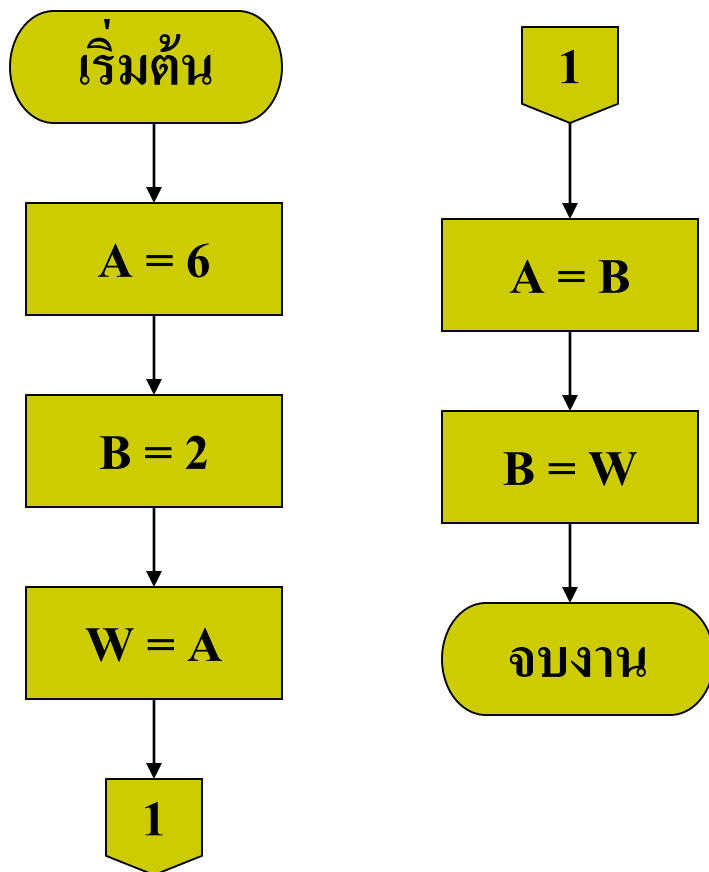 เริ่มต้น
A = 6
B = 2
W = A
1
1
A = B
B = W
จบงาน